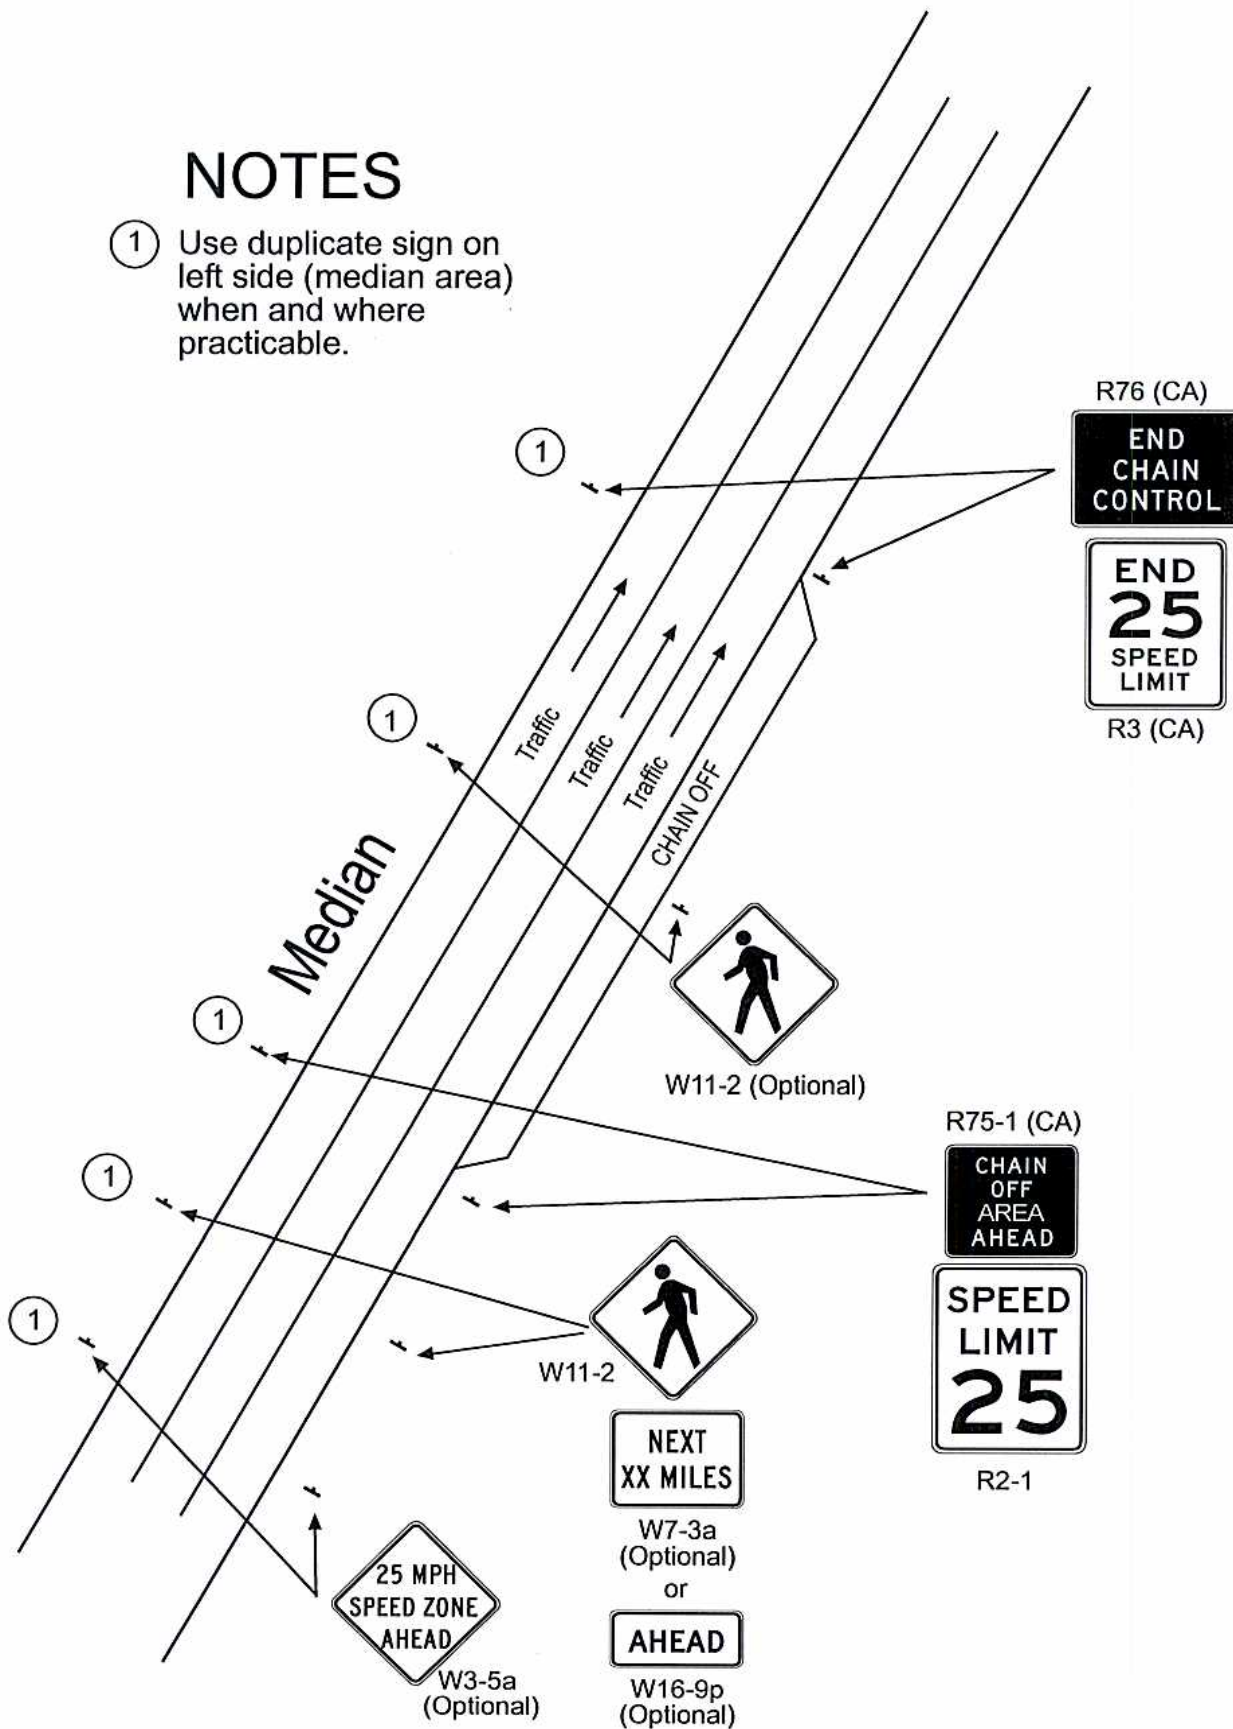 NOTES
1 Use duplicate sign on
left side (median area)
when and where
practicable.
R76 (CA)
END
CHAIN
CONTROL
1
END
25
SPEED
LIMIT
R3 (CA)
1
Traffic
Traffic
Traffic
CHAIN OFF
Median
W11-2 (Optional)
1
R75-1 (CA)
CHAIN
OFF
AREA
AHEAD
1
SPEED
LIMIT
25
R2-1
1
W11-2
NEXT
XX MILES
W7-3a
(Optional)
or
AHEAD
W16-9p
(Optional)
25 MPH
SPEED ZONE
AHEAD
W3-5a
(Optional)